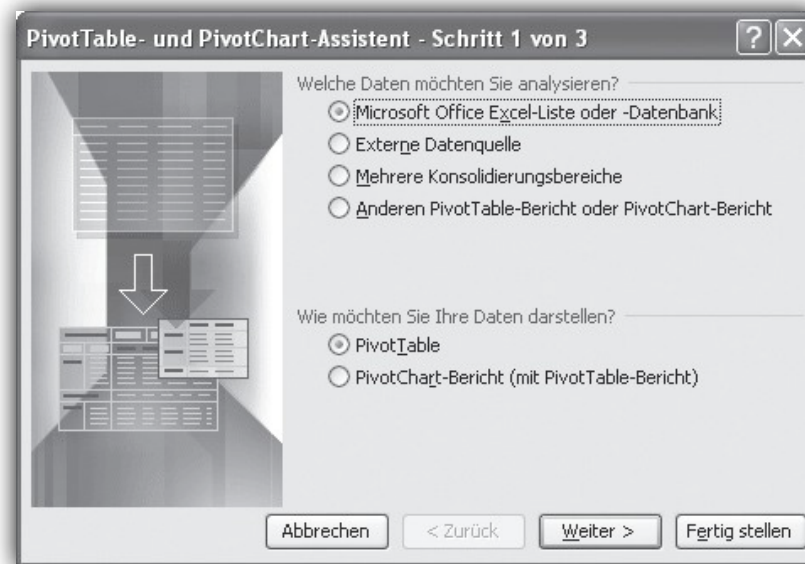 PivotTable- und PivotChart-Assistent - Schritt 1 von 3
Welche Daten möchten Sie analysieren?
Microsoft Office Excel-Liste oder -Datenbank
Externe Datenquelle
Mehrere Konsolidierungsbereiche
Anderen PivotTable-Bericht oder PivotChart-Bericht
Wie möchten Sie Ihre Daten darstellen?
PivotTable
PivotChart-Bericht (mit PivotTable-Bericht)
Abbrechen < Zurück Weiter > Fertig stellen